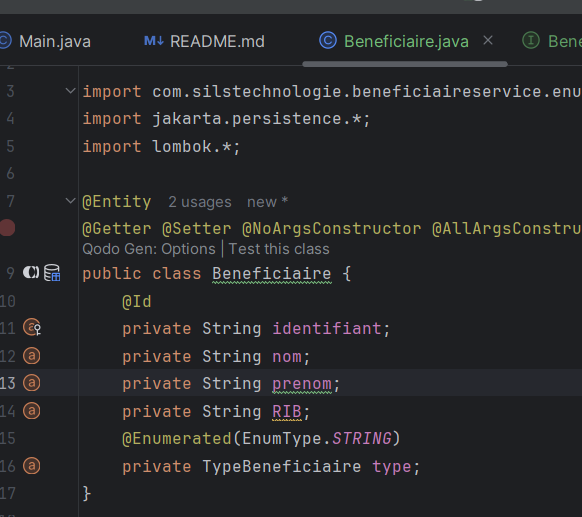 Main.java M↓ README.md Beneficiaire.java × Bene
3 import com.silstechnologie.beneficiaireservice.enu
4 import jakarta.persistence.*;
5 import lombok.*;
6
7 @Entity 2 usages new *
@Getter @Setter @NoArgsConstructor @AllArgsConstru
Qodo Gen: Options | Test this class
9 public class Beneficiaire {
10 @Id
11 private String identifiant;
12 private String nom;
13 private String prenom;
14 private String RIB;
15 @Enumerated(EnumType.STRING)
16 private TypeBeneficiaire type;
17 }